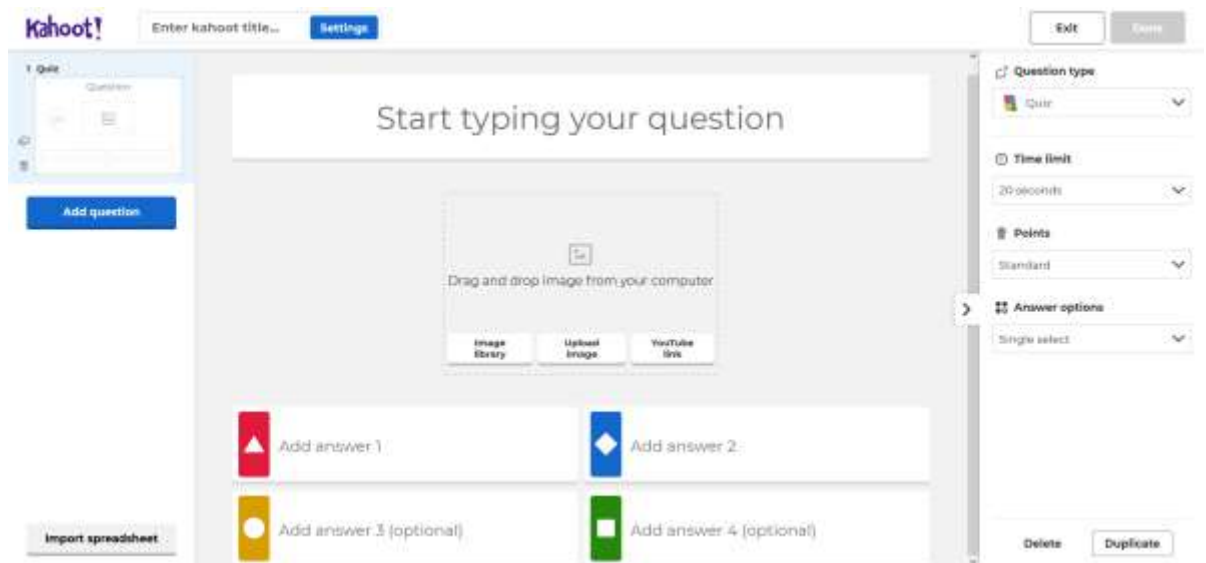 Kahoot!
Enter kahoot title...
Settings
Exit
Done
1 Quiz
Question
Add question
Import spreadsheet
Start typing your question
Drag and drop image from your computer
Image
library
Upload
image
YouTube
link
Add answer 1
Add answer 2
Add answer 3 (optional)
Add answer 4 (optional)
Question type
Quiz
Time limit
20 seconds
Points
Standard
Answer options
Single select
Delete
Duplicate